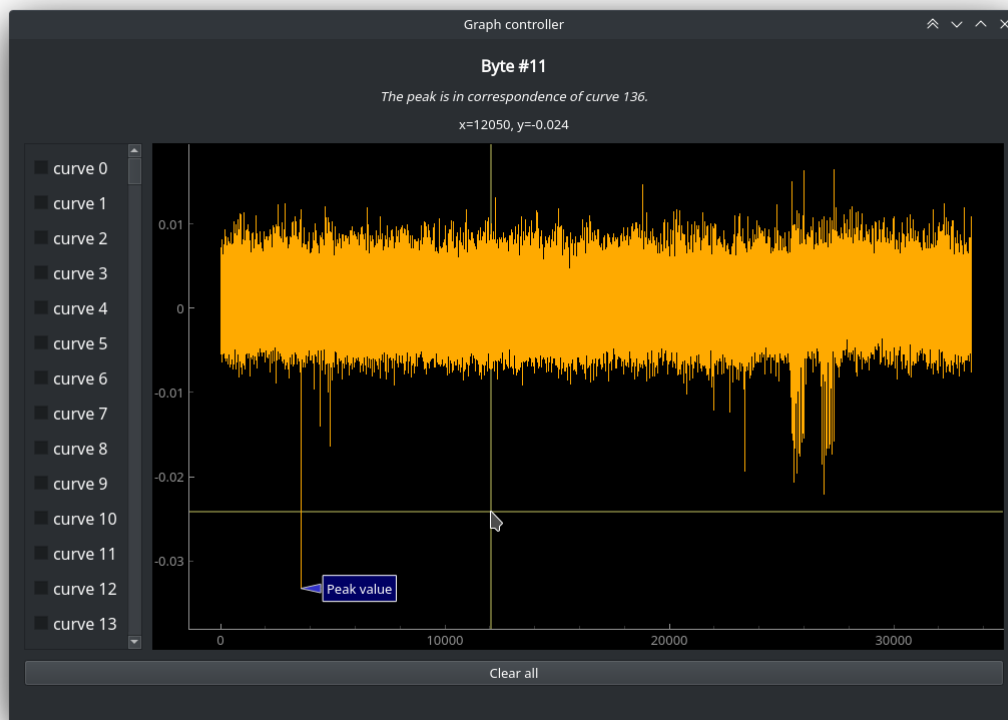 Graph controller
Byte #11
The peak is in correspondence of curve 136.
x=12050, y=-0.024
curve 0
curve 1
curve 2
curve 3
curve 4
curve 5
curve 6
curve 7
curve 8
curve 9
curve 10
curve 11
curve 12
curve 13
0.01
0
-0.01
-0.02
-0.03
Peak value
0 10000 20000 30000
Clear all